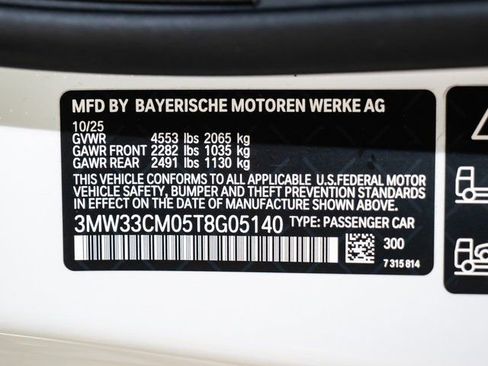 MFD BY BAYERISCHE MOTOREN WERKE AG
10/25
GVWR 4553 lbs 2065 kg
GAWR FRONT 2282 lbs 1035 kg
GAWR REAR 2491 lbs 1130 kg
THIS VEHICLE CONFORMS TO ALL APPLICABLE U.S.FEDERAL MOTOR
VEHICLE SAFETY, BUMPER, AND THEFT PREVENTION STANDARDS
IN EFFECT ON THE DATE OF MANUFACTURE SHOWN ABOVE.
3MW33CM05T8G05140 TYPE: PASSENGER CAR
300
7 315 814